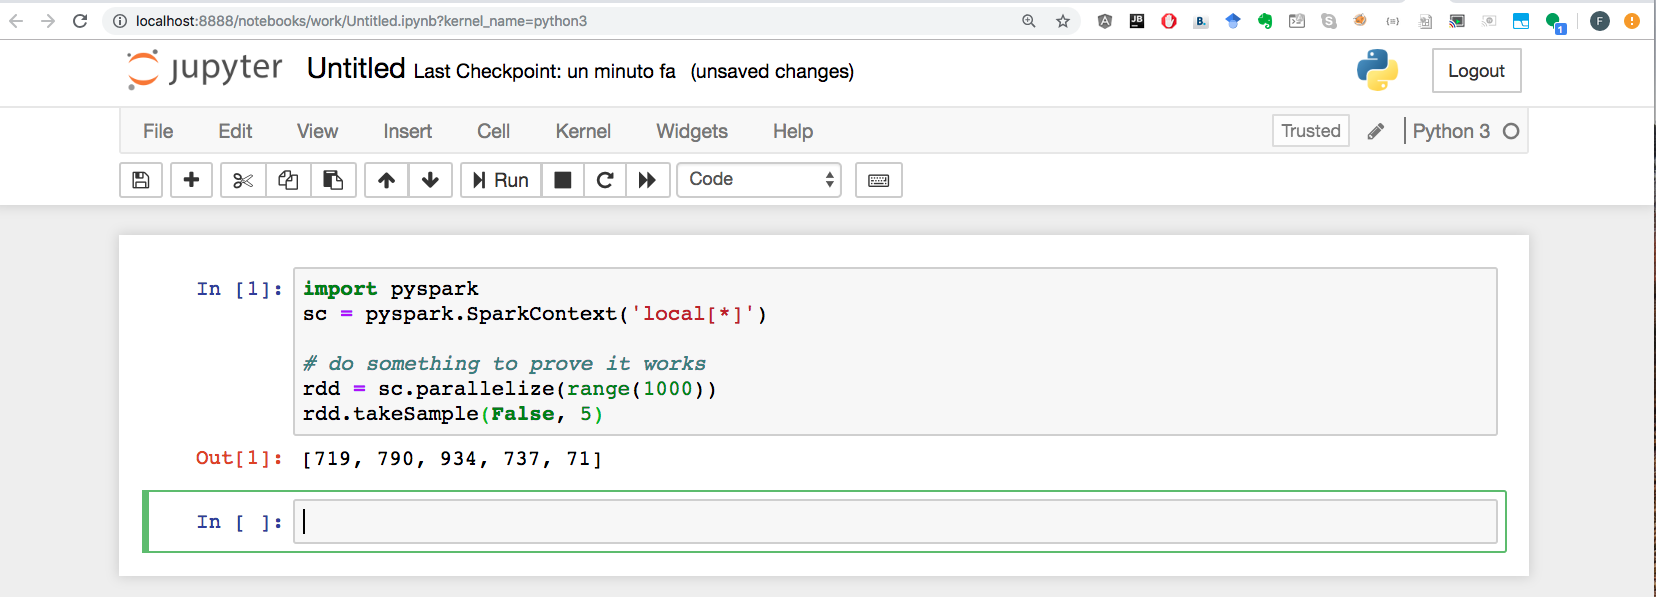 localhost:8888/notebooks/work/Untitled.ipynb?kernel_name=python3
JB
B.
1
F
jupyter Untitled Last Checkpoint: un minuto fa (unsaved changes)
Logout
File Edit View Insert Cell Kernel Widgets Help Trusted Python 3
Run Code
In [1]: import pyspark
sc = pyspark.SparkContext('local[*]')
# do something to prove it works
rdd = sc.parallelize(range(1000))
rdd.takeSample(False, 5)
Out[1]: [719, 790, 934, 737, 71]
In [ ]: